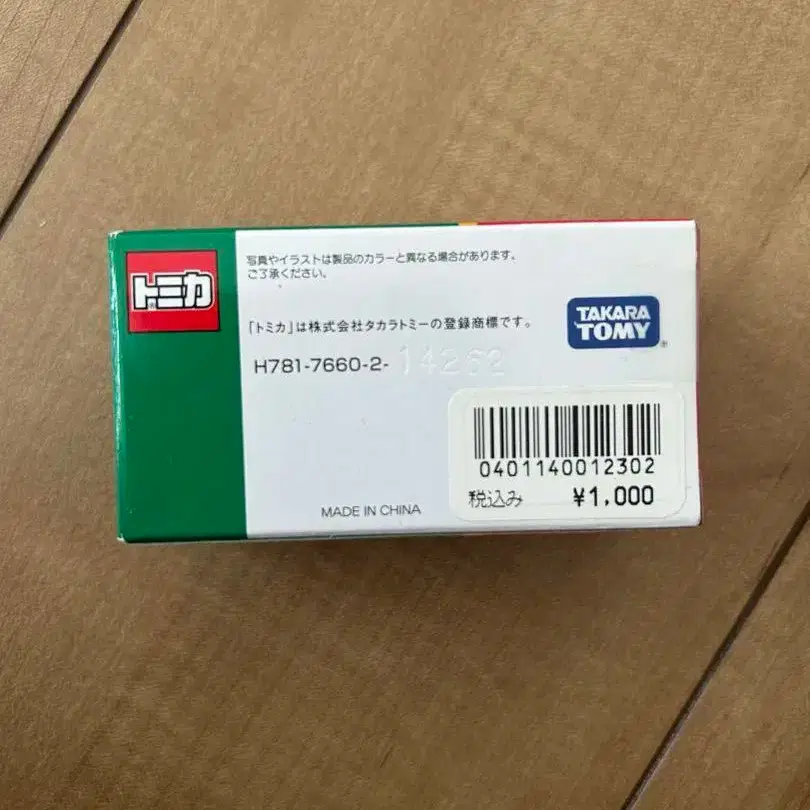 トミカ
写真やイラストは製品のカラーと異なる場合があります。
ご了承ください。
「トミカ」は株式会社タカラトミーの登録商標です。
TAKARA
TOMY
H781-7660-2-14262
0401140012302
税込み ¥1,000
MADE IN CHINA